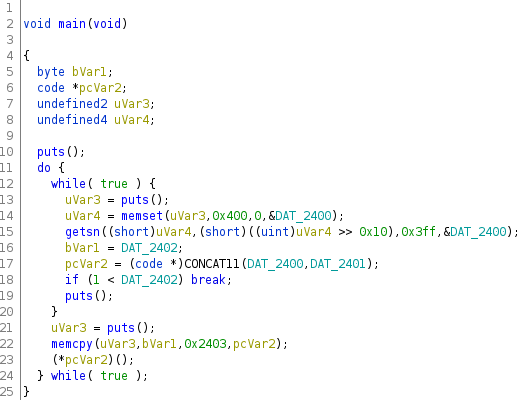 1
2 void main(void)
3
4 {
5 byte bVar1;
6 code *pcVar2;
7 undefined2 uVar3;
8 undefined4 uVar4;
9
10 puts();
11 do {
12 while( true ) {
13 uVar3 = puts();
14 uVar4 = memset(uVar3,0x400,0,&DAT_2400);
15 getsn((short)uVar4,(short)((uint)uVar4 >> 0x10),0x3ff,&DAT_2400);
16 bVar1 = DAT_2402;
17 pcVar2 = (code *)CONCAT11(DAT_2400,DAT_2401);
18 if (1 < DAT_2402) break;
19 puts();
20 }
21 uVar3 = puts();
22 memcpy(uVar3,bVar1,0x2403,pcVar2);
23 (*pcVar2)();
24 } while( true );
25 }